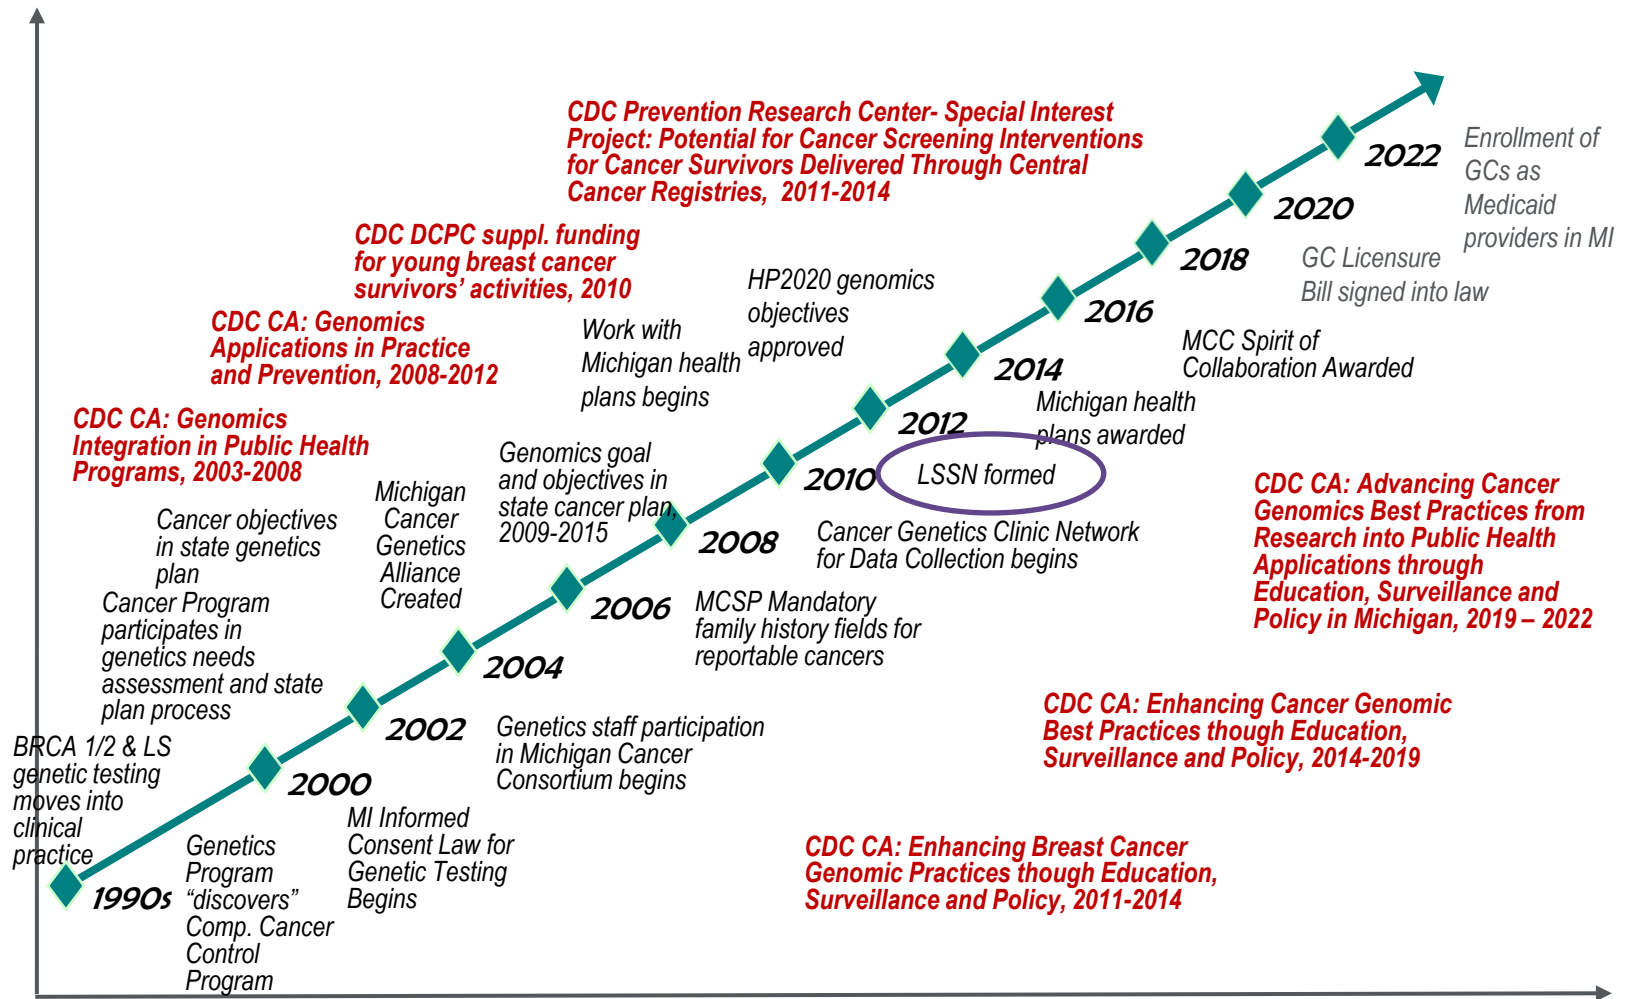 CDC Prevention Research Center- Special Interest
Project: Potential for Cancer Screening Interventions
for Cancer Survivors Delivered Through Central
Cancer Registries,  2011-2014
CDC DCPC suppl. funding
for young breast cancer
survivors' activities, 2010
CDC CA: Genomics
Applications in Practice
and Prevention, 2008-2012
CDC CA: Genomics
Integration in Public Health
Programs, 2003-2008
Work with
Michigan health
plans begins
HP2020 genomics
objectives
approved
Genomics goal
and objectives in
state cancer plan,
2009-2015
Michigan
Cancer
Genetics
Alliance
Created
Cancer objectives
in state genetics
plan
Cancer Program
participates in
genetics needs
assessment and state
plan process
BRCA 1/2 & LS
genetic testing
moves into
clinical
practice
1990s
2000
2002
2004
2006
2008
2010
2012
2014
2016
2018
2020
2022
Genetics
Program
“discovers”
Comp. Cancer
Control
Program
MI Informed
Consent Law for
Genetic Testing
Begins
Genetics staff participation
in Michigan Cancer
Consortium begins
MCSP Mandatory
family history fields for
reportable cancers
Cancer Genetics Clinic Network
for Data Collection begins
LSSN formed
Michigan health
plans awarded
MCC Spirit of
Collaboration Awarded
GC Licensure
Bill signed into law
Enrollment of
GCs as
Medicaid
providers in MI
CDC CA: Advancing Cancer
Genomics Best Practices from
Research into Public Health
Applications through
Education, Surveillance and
Policy in Michigan, 2019 – 2022
CDC CA: Enhancing Cancer Genomic
Best Practices though Education,
Surveillance and Policy, 2014-2019
CDC CA: Enhancing Breast Cancer
Genomic Practices though Education,
Surveillance and Policy, 2011-2014